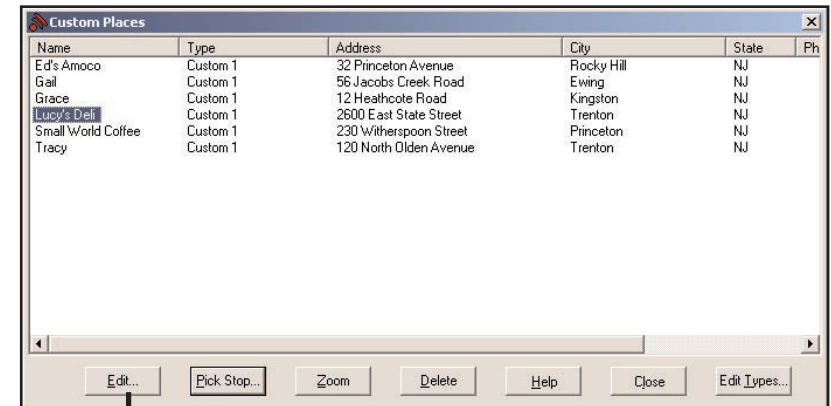 Custom Places
Name Type Address City State Ph
Ed's Amoco Custom 1 32 Princeton Avenue Rocky Hill NJ
Gail Custom 1 56 Jacobs Creek Road Ewing NJ
Grace Custom 1 12 Heathcote Road Kingston NJ
Lucy's Deli Custom 1 2600 East State Street Trenton NJ
Small World Coffee Custom 1 230 Witherspoon Street Princeton NJ
Tracy Custom 1 120 North Olden Avenue Trenton NJ
Edit... Pick Stop... Zoom Delete Help Close Edit Types...